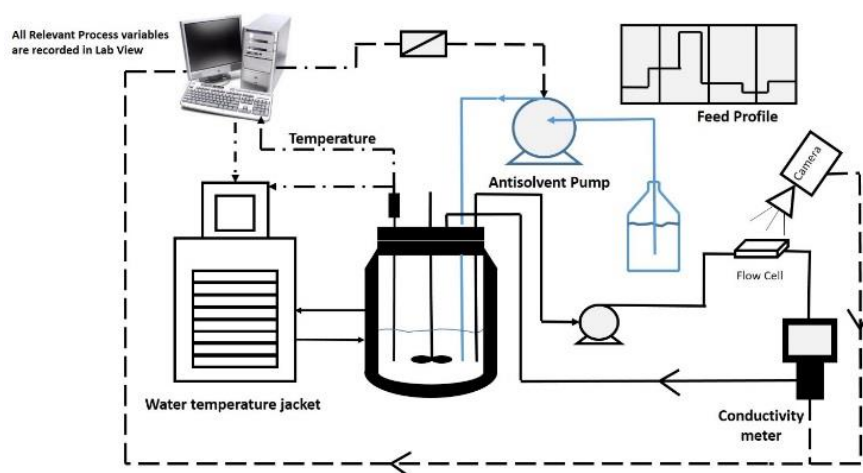 All Relevant Process variables
are recorded in Lab View
Temperature
Antisolvent Pump
Feed Profile
Camera
Flow Cell
Water temperature jacket
Conductivity
meter